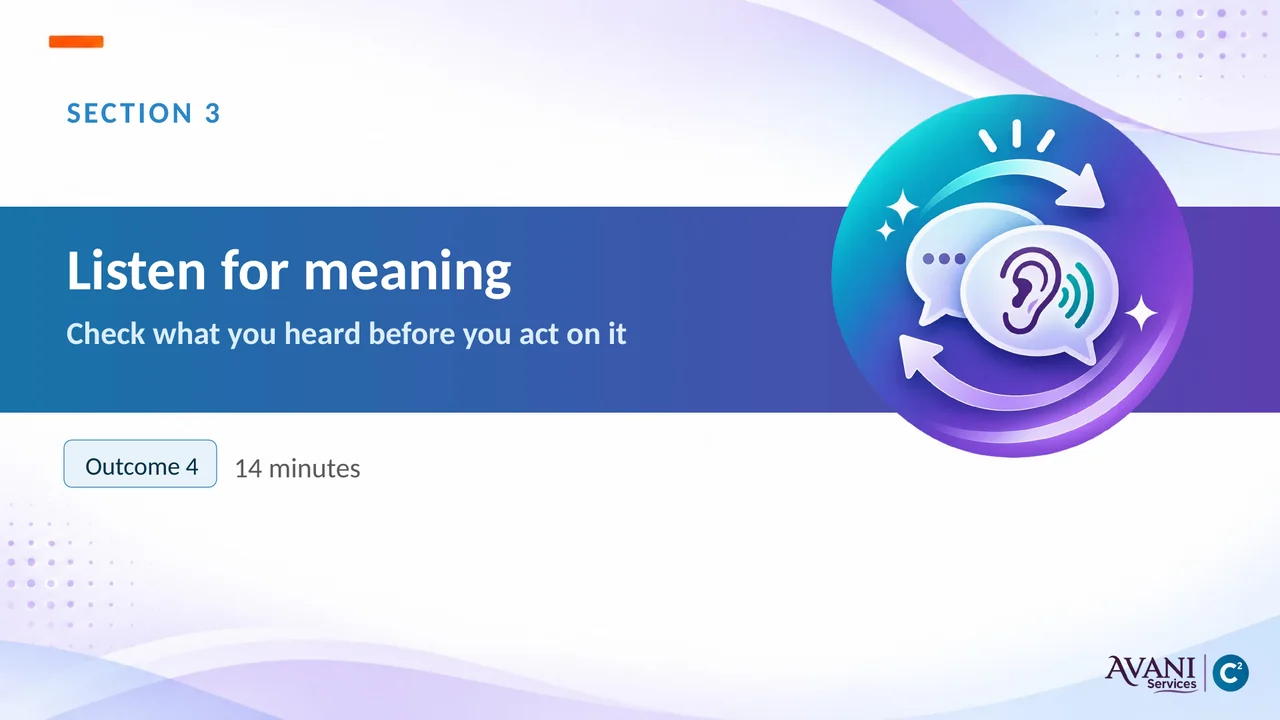 SECTION 3
Listen for meaning
Check what you heard before you act on it
Outcome 4
14 minutes
AVANI
Services
C²